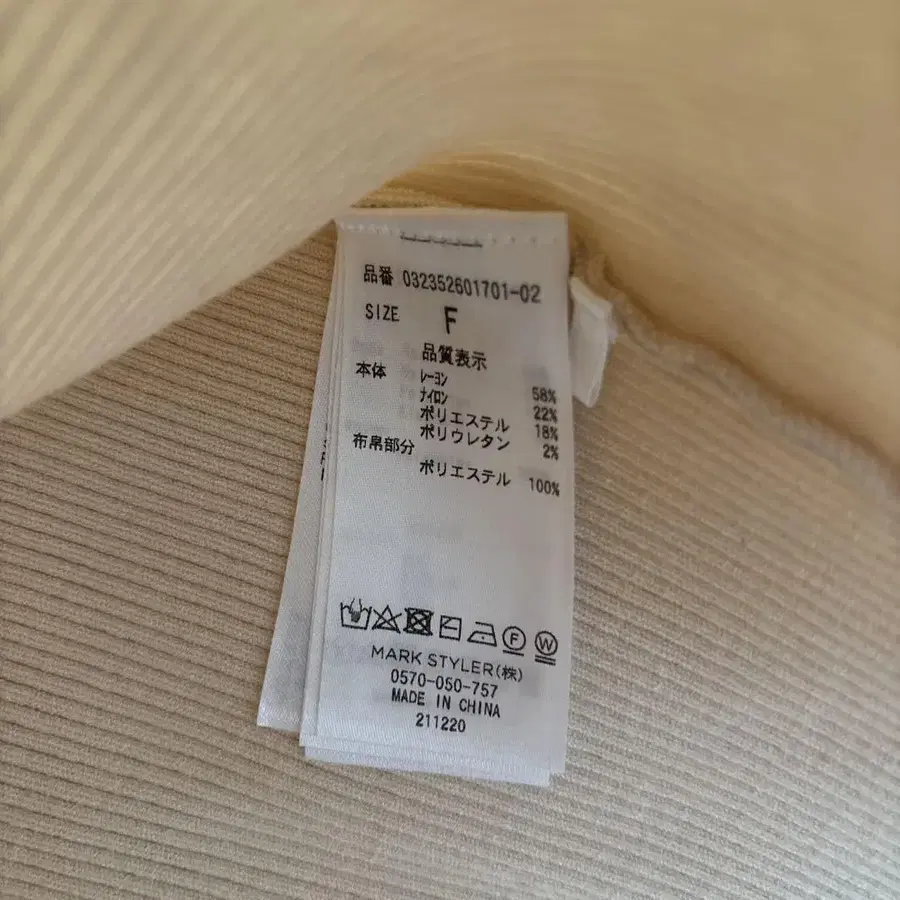 品番 032352601701-02
SIZE F
品質表示
本体
レーヨン 58%
ナイロン 22%
ポリエステル 18%
ポリウレタン 2%
布帛部分
ポリエステル 100%
F W
MARK STYLER(株)
0570-050-757
MADE IN CHINA
211220